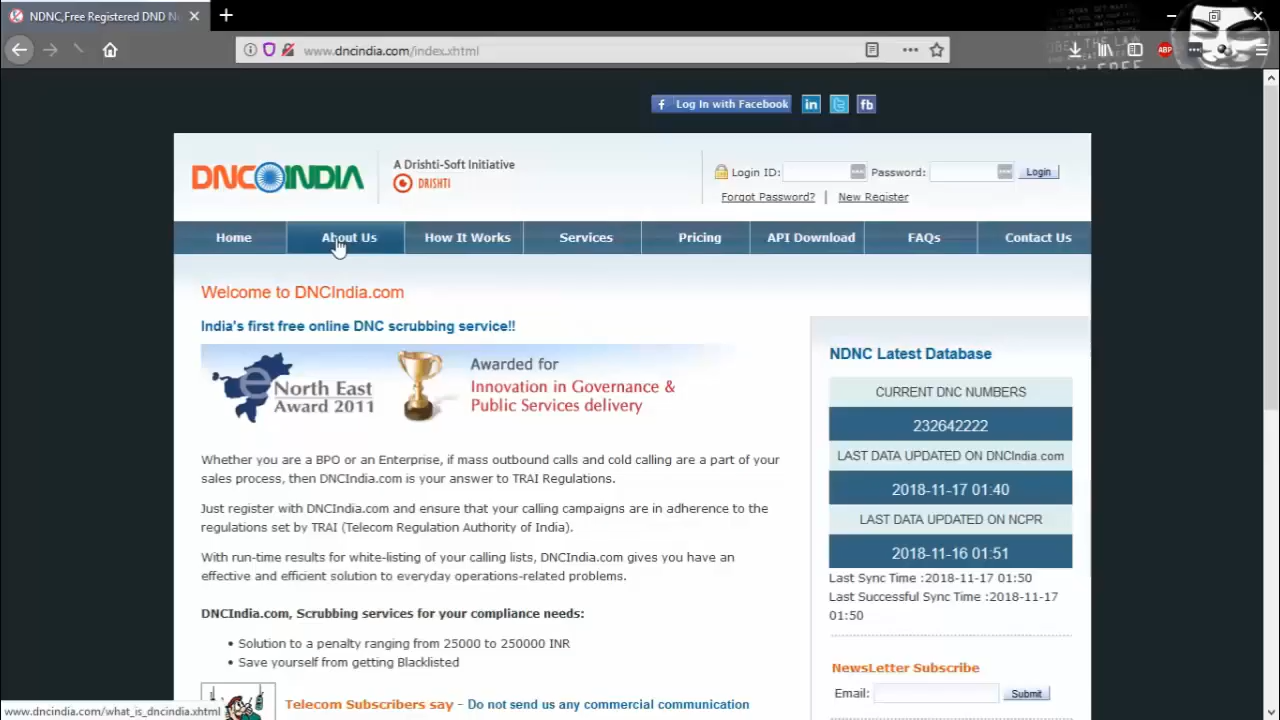 NDNC,Free Registered DND N
www.dncindia.com/index.xhtml
ABP
Log In with Facebook
in
fb
DNC INDIA
A Drishti-Soft Initiative
DRISHTI
Login ID:
Password:
Login
Forgot Password? | New Register
Home
About Us
How It Works
Services
Pricing
API Download
FAQs
Contact Us
Welcome to DNCIndia.com
India's first free online DNC scrubbing service!!
e North East
Award 2011
Awarded for
Innovation in Governance &
Public Services delivery
Whether you are a BPO or an Enterprise, if mass outbound calls and cold calling are a part of your
sales process, then DNCIndia.com is your answer to TRAI Regulations.
Just register with DNCIndia.com and ensure that your calling campaigns are in adherence to the
regulations set by TRAI (Telecom Regulation Authority of India).
With run-time results for white-listing of your calling lists, DNCIndia.com gives you have an
effective and efficient solution to everyday operations-related problems.
DNCIndia.com, Scrubbing services for your compliance needs:
• Solution to a penalty ranging from 25000 to 250000 INR
• Save yourself from getting Blacklisted
Telecom Subscribers say - Do not send us any commercial communication
NDNC Latest Database
CURRENT DNC NUMBERS
232642222
LAST DATA UPDATED ON DNCIndia.com
2018-11-17 01:40
LAST DATA UPDATED ON NCPR
2018-11-16 01:51
Last Sync Time :2018-11-17 01:50
Last Successful Sync Time :2018-11-17
01:50
NewsLetter Subscribe
Email:
Submit
www.dncindia.com/what_is_dncindia.xhtml